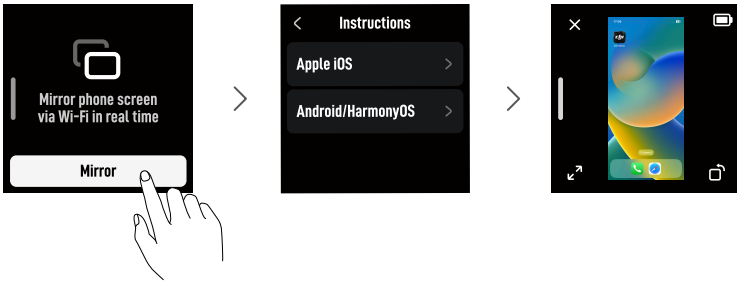 Mirror phone screen
via Wi-Fi in real time
Mirror
Instructions
Apple iOS
Android/HarmonyOS